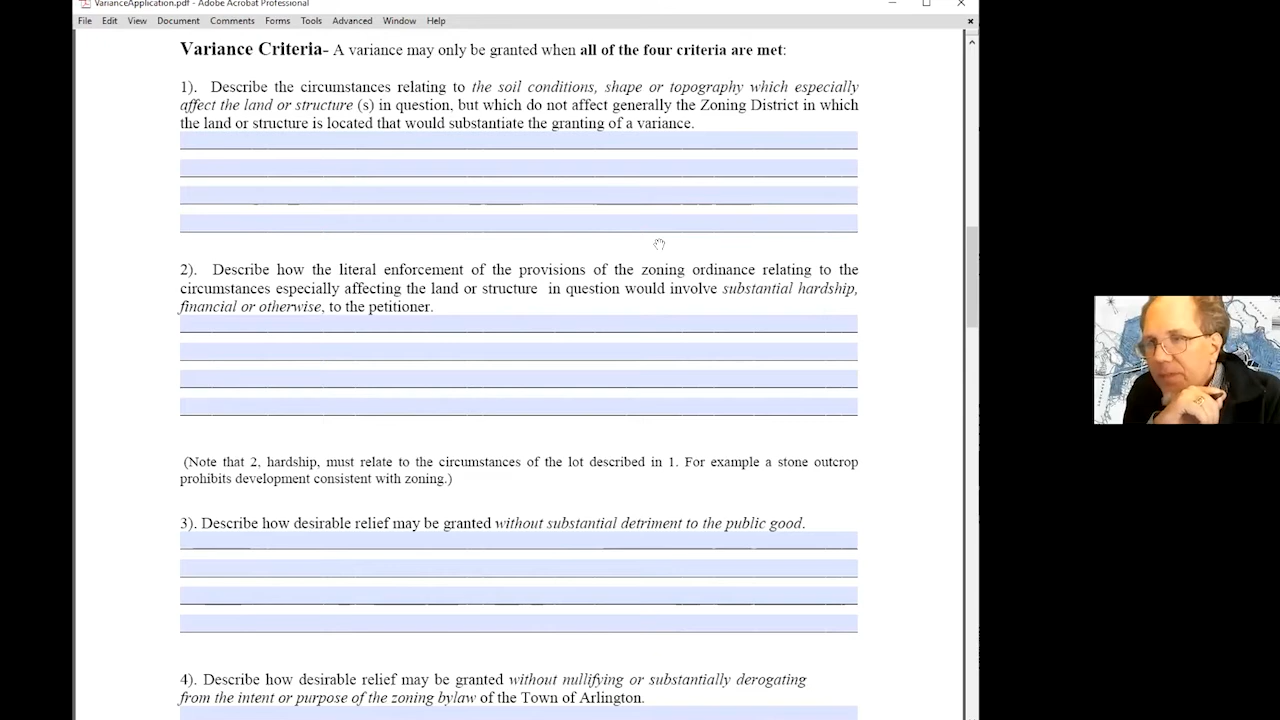 VarianceApplication.pdf - Adobe Acrobat Professional
File Edit View Document Comments Forms Tools Advanced Window Help
Variance Criteria- A variance may only be granted when all of the four criteria are met:
1). Describe the circumstances relating to the soil conditions, shape or topography which especially
affect the land or structure (s) in question, but which do not affect generally the Zoning District in which
the land or structure is located that would substantiate the granting of a variance.
2). Describe how the literal enforcement of the provisions of the zoning ordinance relating to the
circumstances especially affecting the land or structure in question would involve substantial hardship,
financial or otherwise, to the petitioner.
(Note that 2, hardship, must relate to the circumstances of the lot described in 1. For example a stone outcrop
prohibits development consistent with zoning.)
3). Describe how desirable relief may be granted without substantial detriment to the public good.
4). Describe how desirable relief may be granted without nullifying or substantially derogating
from the intent or purpose of the zoning bylaw of the Town of Arlington.